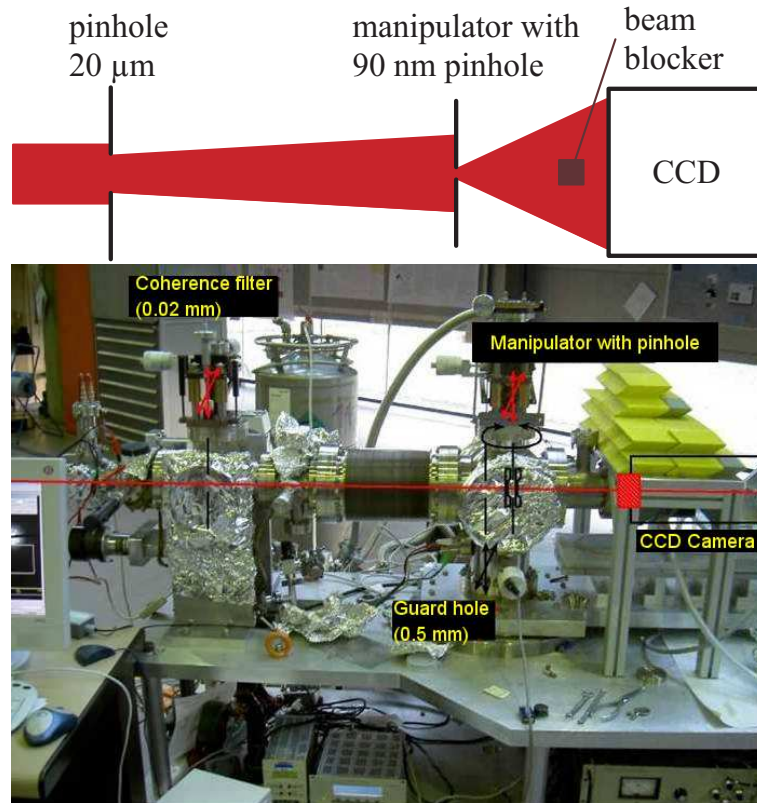 pinhole
20 µm
manipulator with
90 nm pinhole
beam
blocker
CCD
Coherence filter
(0.02 mm)
Manipulator with pinhole
CCD Camera
Guard hole
(0.5 mm)